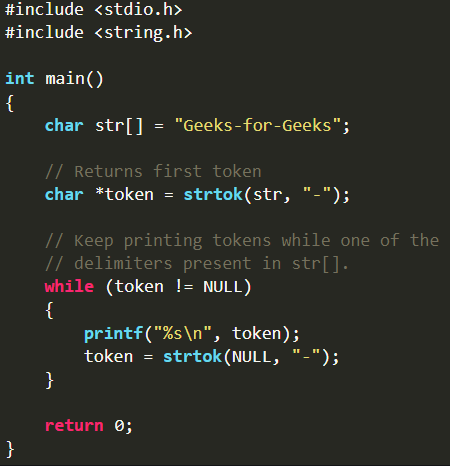 #include <stdio.h>
#include <string.h>

int main()
{
    char str[] = "Geeks-for-Geeks";

    // Returns first token
    char *token = strtok(str, "-");

    // Keep printing tokens while one of the
    // delimiters present in str[].
    while (token != NULL)
    {
        printf("%s\n", token);
        token = strtok(NULL, "-");
    }

    return 0;
}